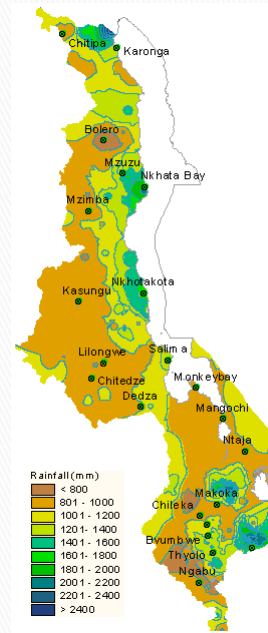 Chitipa
Karonga
Bolero
Mzuzu
Nkhata Bay
Mzimba
Nkhotakota
Kasungu
Salima
Lilongwe
Monkeybay
Chitedze
Dedza
Mangochi
Ntaja
Rainfall(mm)
< 800
801 - 1000
1001 - 1200
1201 - 1400
1401 - 1600
1601 - 1800
1801 - 2000
2001 - 2200
2201 - 2400
> 2400
Makoka
Chileka
Bvumbwe
Thyolo
Ngabu